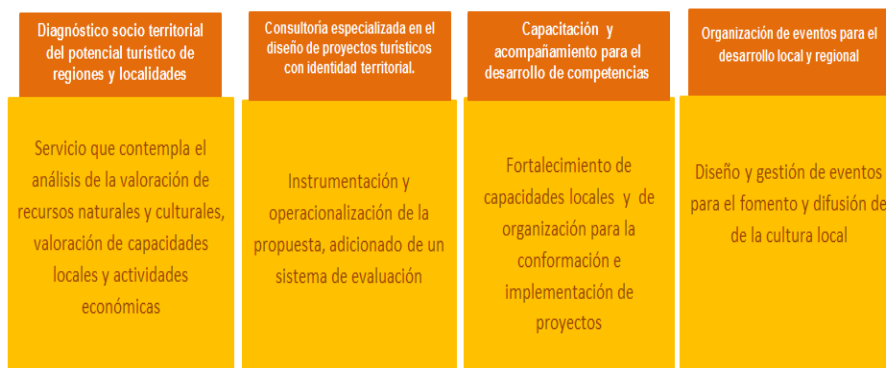 Diagnóstico socio territorial
del potencial turístico de
regiones y localidades
Servicio que contempla el
análisis de la valoración de
recursos naturales y culturales,
valoración de capacidades
locales y actividades
económicas
Consultoría especializada en el
diseño de proyectos turísticos
con identidad territorial.
Instrumentación y
operacionalización de la
propuesta, adicionado de un
sistema de evaluación
Capacitación y
acompañamiento para el
desarrollo de competencias
Fortalecimiento de
capacidades locales y de
organización para la
conformación e
implementación de
proyectos
Organización de eventos para el
desarrollo local y regional
Diseño y gestión de eventos
para el fomento y difusión de
de la cultura local